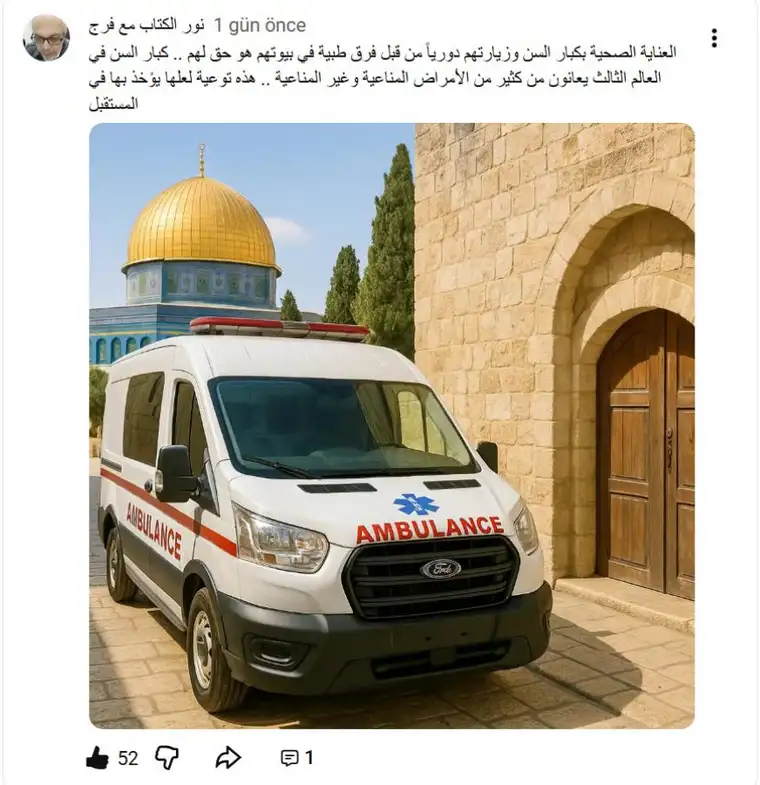 نور الكتاب مع فرج 1 gün önce
العناية الصحية بكبار السن وزيارتهم دورياً من قبل فرق طبية في بيوتهم هو حق لهم .. كبار السن في
العالم الثالث يعانون من كثير من الأمراض المناعية وغير المناعية .. هذه توعية لعلها يؤخذ بها في
المستقبل
AMBULANCE
AMBULANCE
Ford
52
1